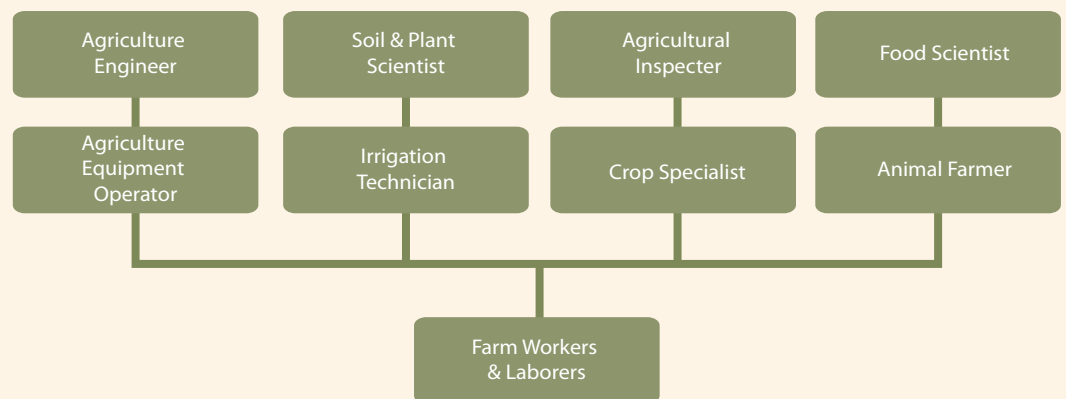 Agriculture
Engineer
Soil & Plant
Scientist
Agricultural
Inspecter
Food Scientist
Agriculture
Equipment
Operator
Irrigation
Technician
Crop Specialist
Animal Farmer
Farm Workers
& Laborers